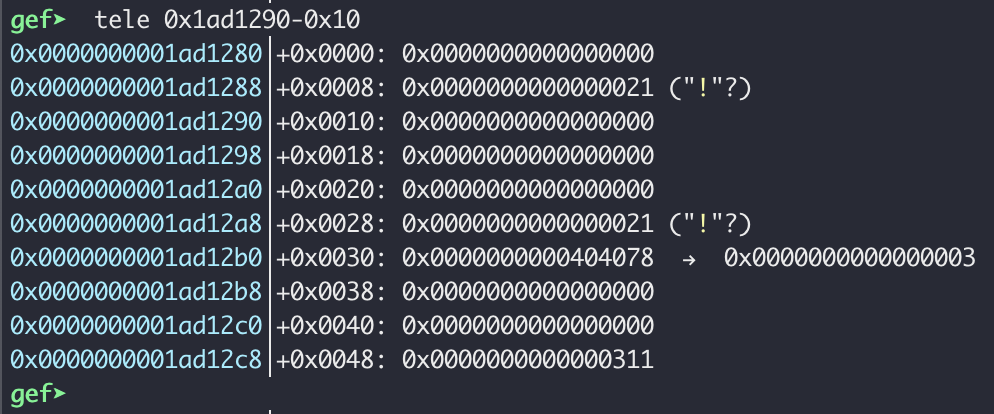 gef➤  tele 0x1ad1290-0x10
0x0000000001ad1280│+0x0000: 0x0000000000000000
0x0000000001ad1288│+0x0008: 0x0000000000000021 ("!"?)
0x0000000001ad1290│+0x0010: 0x0000000000000000
0x0000000001ad1298│+0x0018: 0x0000000000000000
0x0000000001ad12a0│+0x0020: 0x0000000000000000
0x0000000001ad12a8│+0x0028: 0x0000000000000021 ("!"?)
0x0000000001ad12b0│+0x0030: 0x0000000000404078  →  0x0000000000000003
0x0000000001ad12b8│+0x0038: 0x0000000000000000
0x0000000001ad12c0│+0x0040: 0x0000000000000000
0x0000000001ad12c8│+0x0048: 0x0000000000000311
gef➤